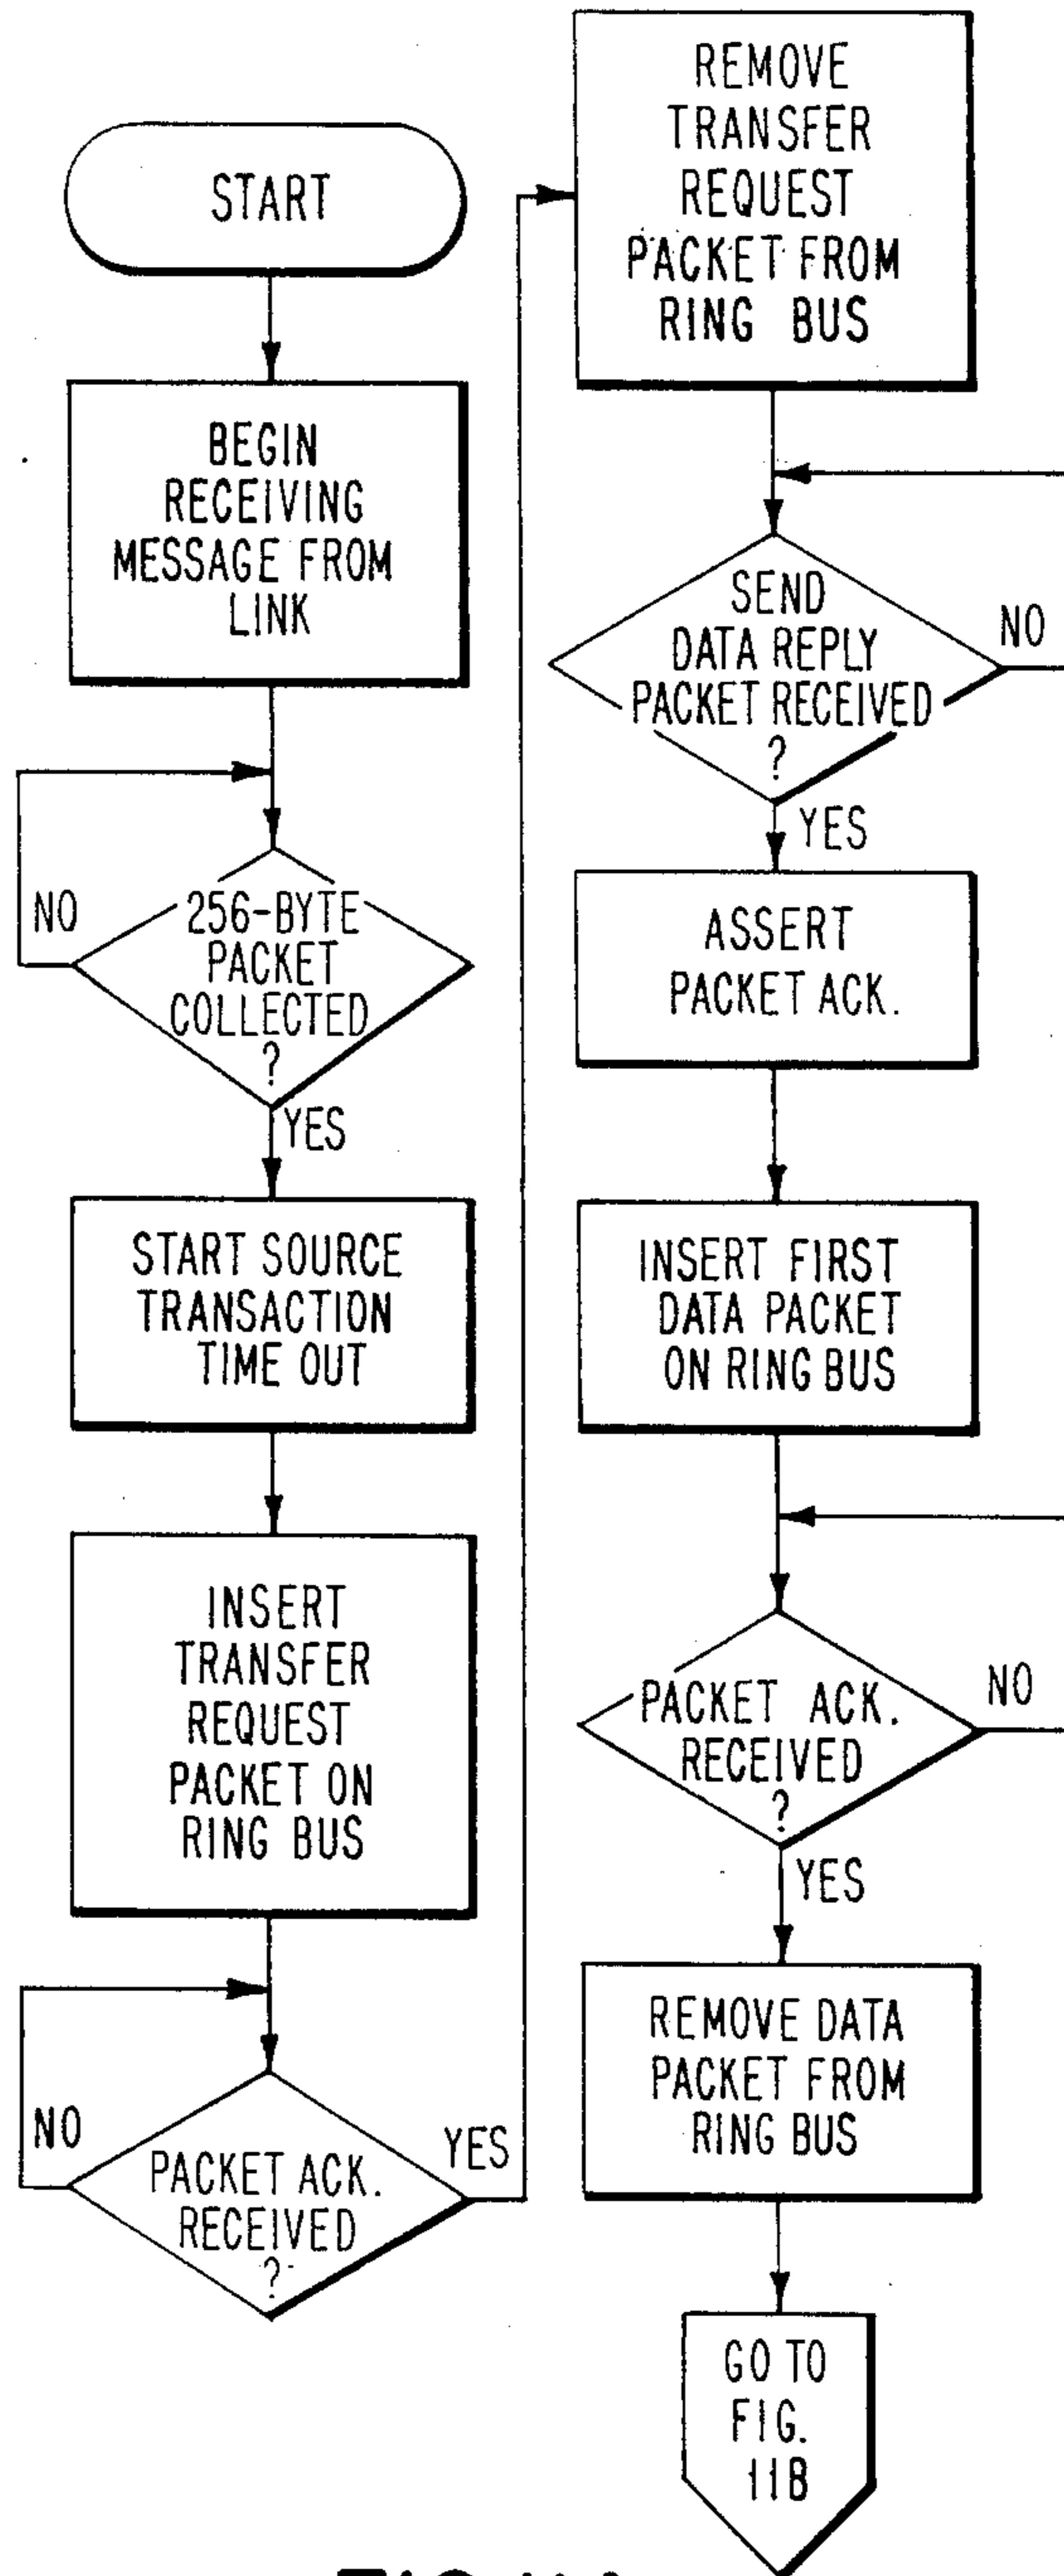 START
BEGIN
RECEIVING
MESSAGE FROM
LINK
NO
256-BYTE
PACKET
COLLECTED
?
YES
START SOURCE
TRANSACTION
TIME OUT
INSERT
TRANSFER
REQUEST
PACKET ON
RING BUS
NO
PACKET ACK.
RECEIVED
?
YES
REMOVE
TRANSFER
REQUEST
PACKET FROM
RING BUS
SEND
DATA REPLY
PACKET RECEIVED
?
NO
YES
ASSERT
PACKET ACK.
INSERT FIRST
DATA PACKET
ON RING BUS
PACKET ACK.
RECEIVED
?
NO
YES
REMOVE DATA
PACKET FROM
RING BUS
GO TO
FIG.
11B